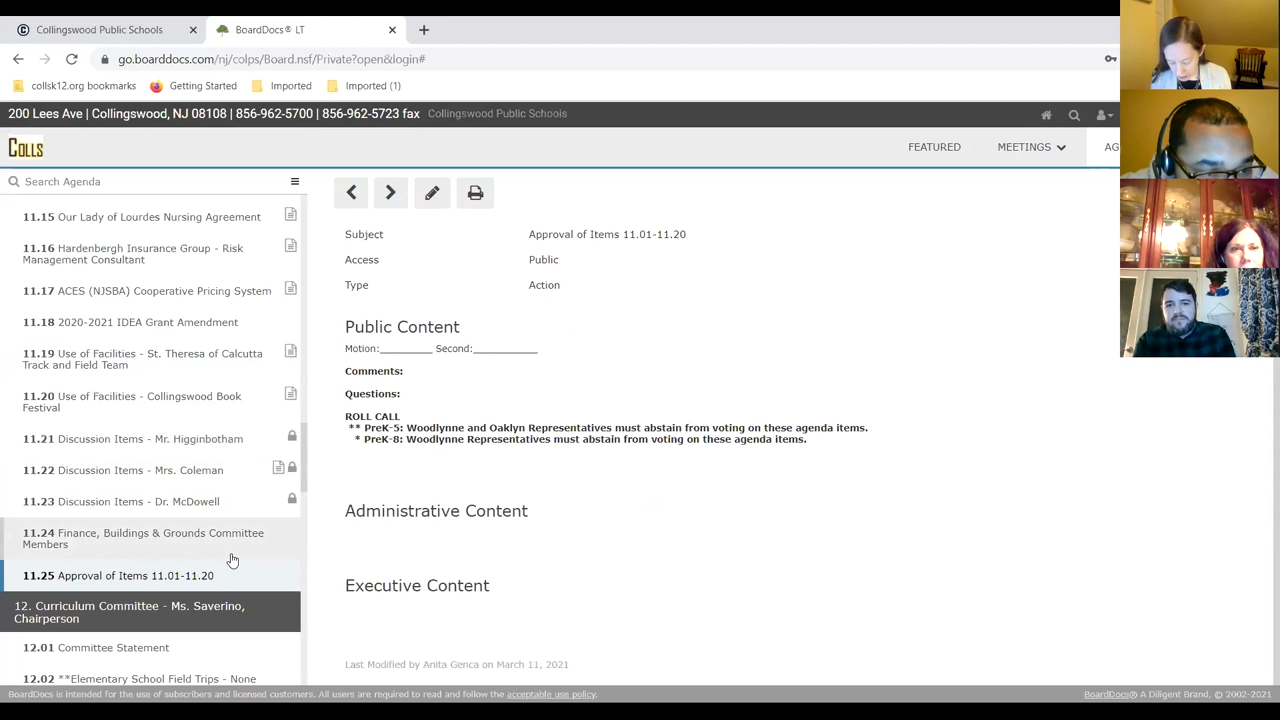 Collingswood Public Schools
BoardDocs® LT
go.boarddocs.com/nj/colps/Board.nsf/Private?open&login#
collsk12.org bookmarks
Getting Started
Imported
Imported (1)
200 Lees Ave | Collingswood, NJ 08108 | 856-962-5700 | 856-962-5723 fax
Collingswood Public Schools
COLLS
FEATURED
MEETINGS
AG
Search Agenda
11.15 Our Lady of Lourdes Nursing Agreement
11.16 Hardenbergh Insurance Group - Risk
Management Consultant
11.17 ACES (NJSBA) Cooperative Pricing System
11.18 2020-2021 IDEA Grant Amendment
11.19 Use of Facilities - St. Theresa of Calcutta
Track and Field Team
11.20 Use of Facilities - Collingswood Book
Festival
11.21 Discussion Items - Mr. Higginbotham
11.22 Discussion Items - Mrs. Coleman
11.23 Discussion Items - Dr. McDowell
11.24 Finance, Buildings & Grounds Committee
Members
11.25 Approval of Items 11.01-11.20
12. Curriculum Committee - Ms. Saverino,
Chairperson
12.01 Committee Statement
12.02 **Elementary School Field Trips - None
Subject Approval of Items 11.01-11.20
Access Public
Type Action
Public Content
Motion:_________ Second:___________
Comments:
Questions:
ROLL CALL
** PreK-5: Woodlynne and Oaklyn Representatives must abstain from voting on these agenda items.
* PreK-8: Woodlynne Representatives must abstain from voting on these agenda items.
Administrative Content
Executive Content
Last Modified by Anita Genca on March 11, 2021
BoardDocs is intended for the use of subscribers and licensed customers. All users are required to read and follow the acceptable use policy.
BoardDocs® A Diligent Brand, © 2002-2021